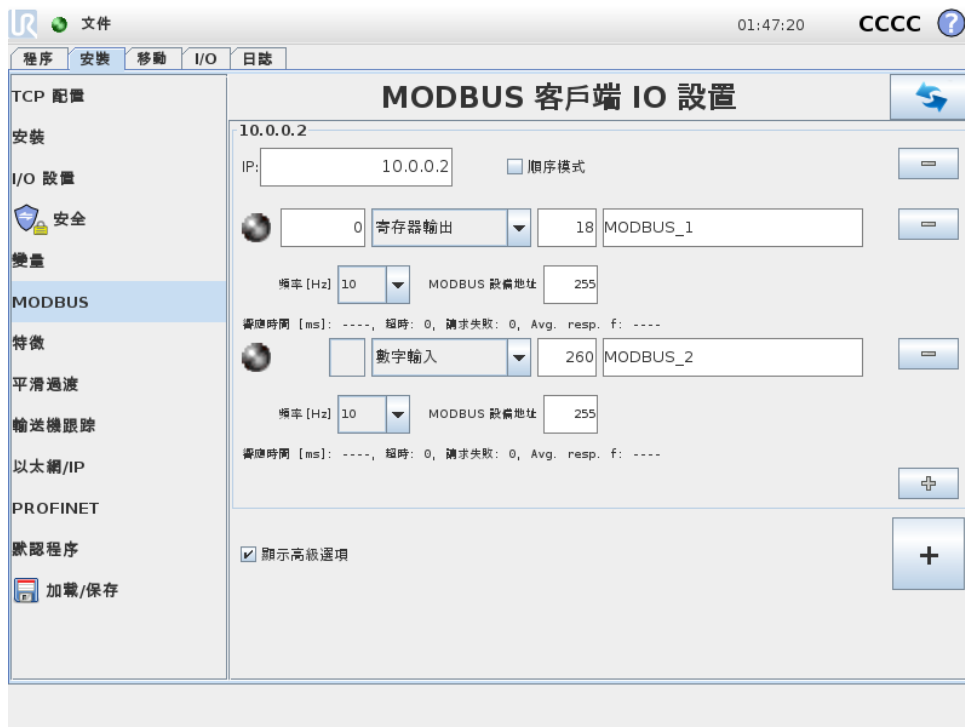 UR 文件 01:47:20 CCCC ?
程序 安裝 移動 I/O 日誌
TCP 配置
安裝
I/O 設置
安全
變量
MODBUS
特徵
平滑過渡
輸送機跟踪
以太網/IP
PROFINET
默認程序
加載/保存
MODBUS 客戶端 IO 設置
10.0.0.2
IP: 10.0.0.2 順序模式
0 寄存器輸出 18 MODBUS_1
頻率 [Hz] 10 MODBUS 設備地址 255
響應時間 [ms]: ----, 超時: 0, 請求失敗: 0, Avg. resp. f: ----
數字輸入 260 MODBUS_2
頻率 [Hz] 10 MODBUS 設備地址 255
響應時間 [ms]: ----, 超時: 0, 請求失敗: 0, Avg. resp. f: ----
顯示高級選項